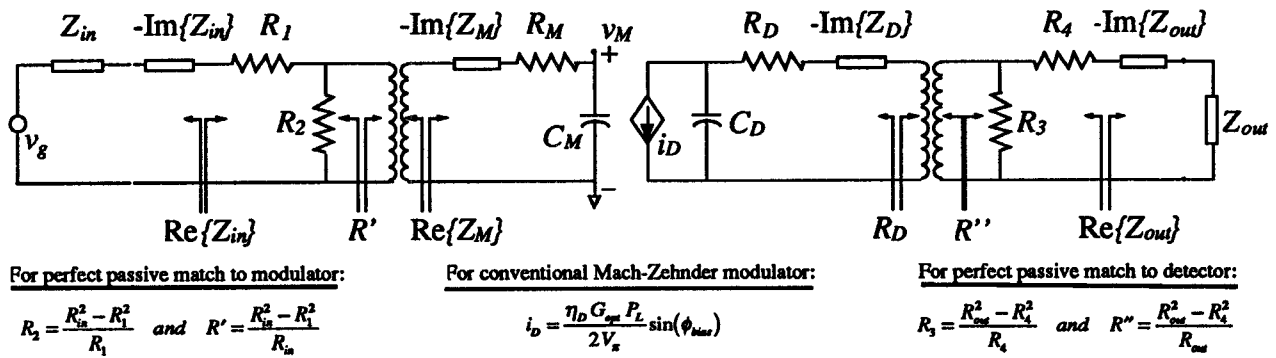 Z_in -Im{Z_in} R_1 -Im{Z_M} R_M v_M R_D -Im{Z_D} R_4 -Im{Z_out}
+
v_g R_2 C_M i_D C_D R_3 Z_out
−
Re{Z_in} R' Re{Z_M} R_D R'' Re{Z_out}
For perfect passive match to modulator:
R_2 = (R_in^2 − R_1^2)/R_1 and R' = (R_in^2 − R_1^2)/R_in
For conventional Mach-Zehnder modulator:
i_D = (η_D G_opt P_L)/(2V_π) sin(φ_bias)
For perfect passive match to detector:
R_3 = (R_out^2 − R_4^2)/R_4 and R'' = (R_out^2 − R_4^2)/R_out